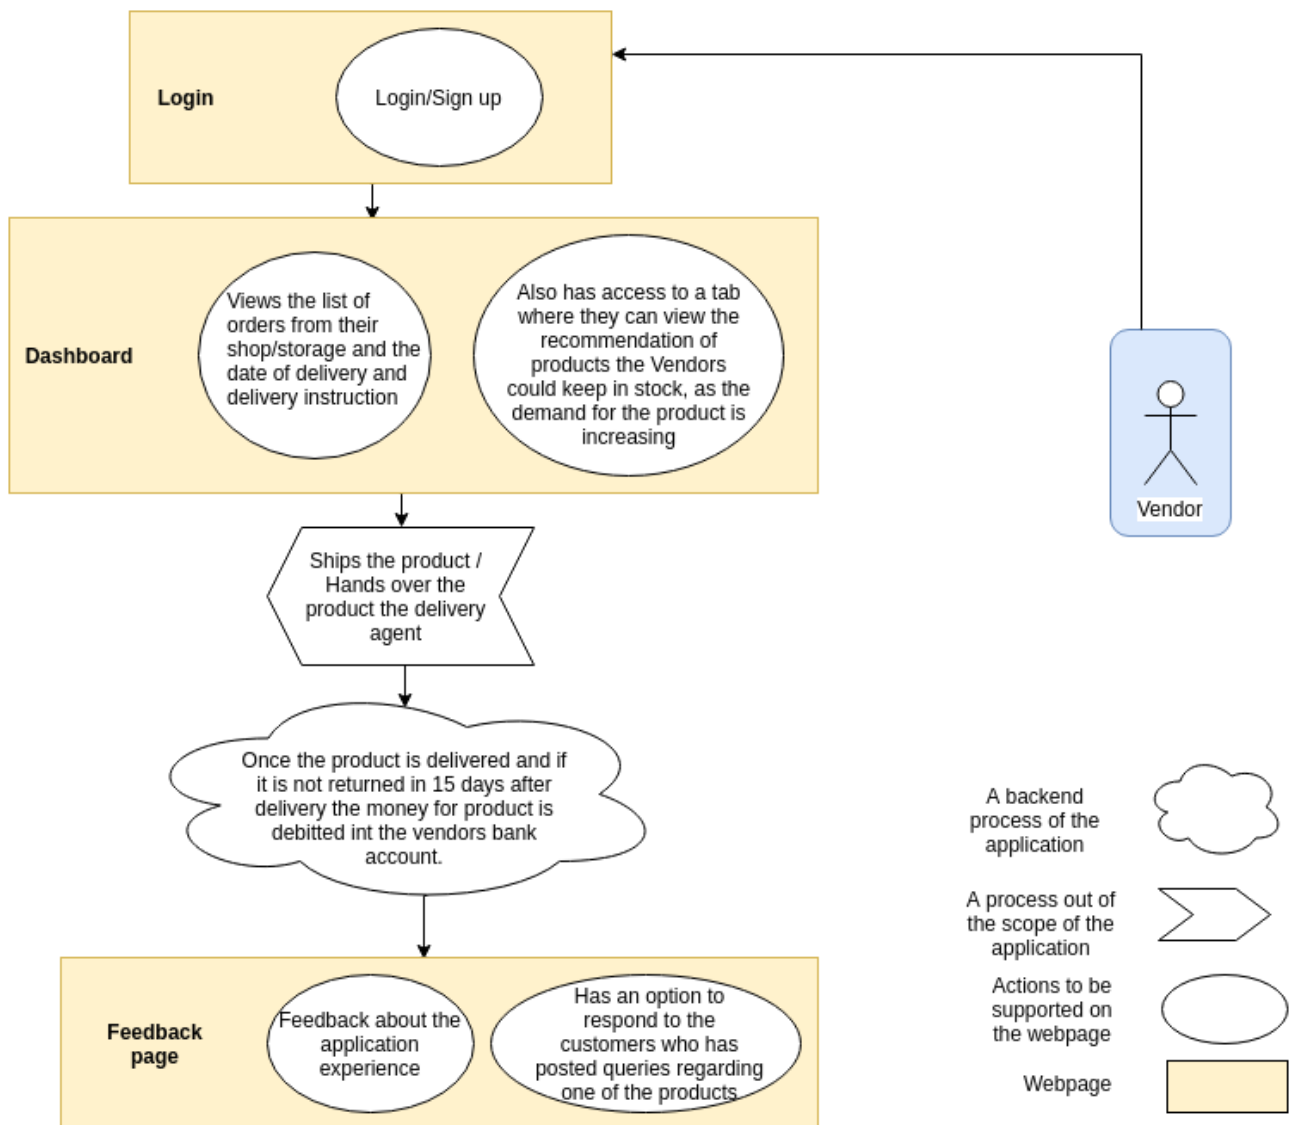 Login
Login/Sign up
Dashboard
Views the list of
orders from their
shop/storage and the
date of delivery and
delivery instruction
Also has access to a tab
where they can view the
recommendation of
products the Vendors
could keep in stock, as the
demand for the product is
increasing
Vendor
Ships the product /
Hands over the
product the delivery
agent
Once the product is delivered and if
it is not returned in 15 days after
delivery the money for product is
debitted int the vendors bank
account.
Feedback
page
Feedback about the
application
experience
Has an option to
respond to the
customers who has
posted queries regarding
one of the products
A backend
process of the
application
A process out of
the scope of the
application
Actions to be
supported on
the webpage
Webpage